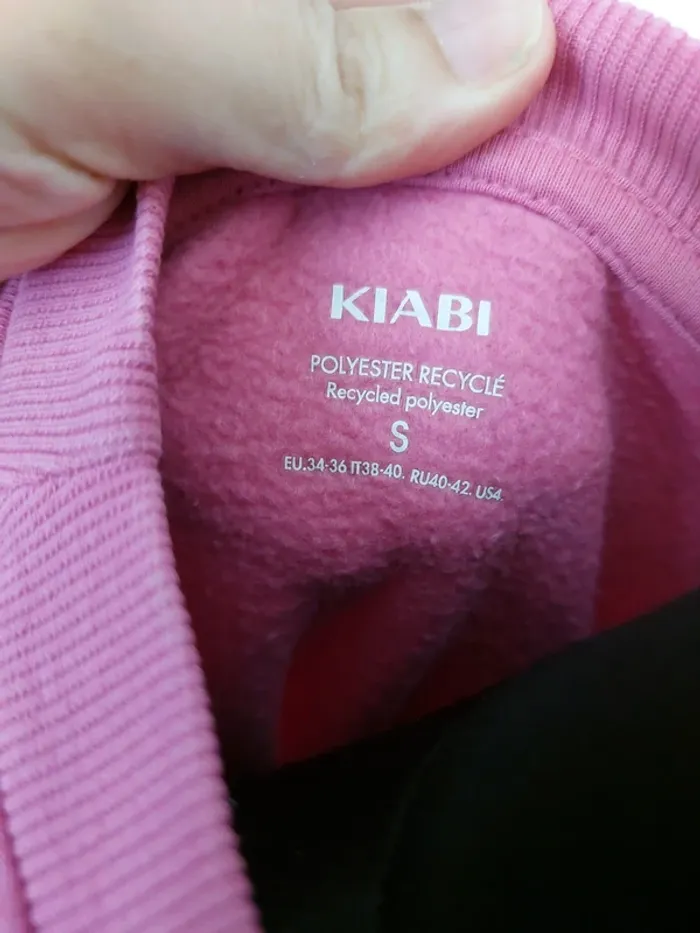 KIABI
POLYESTER RECYCLÉ
Recycled polyester
S
EU.34-36 IT38-40. RU40-42. US4.